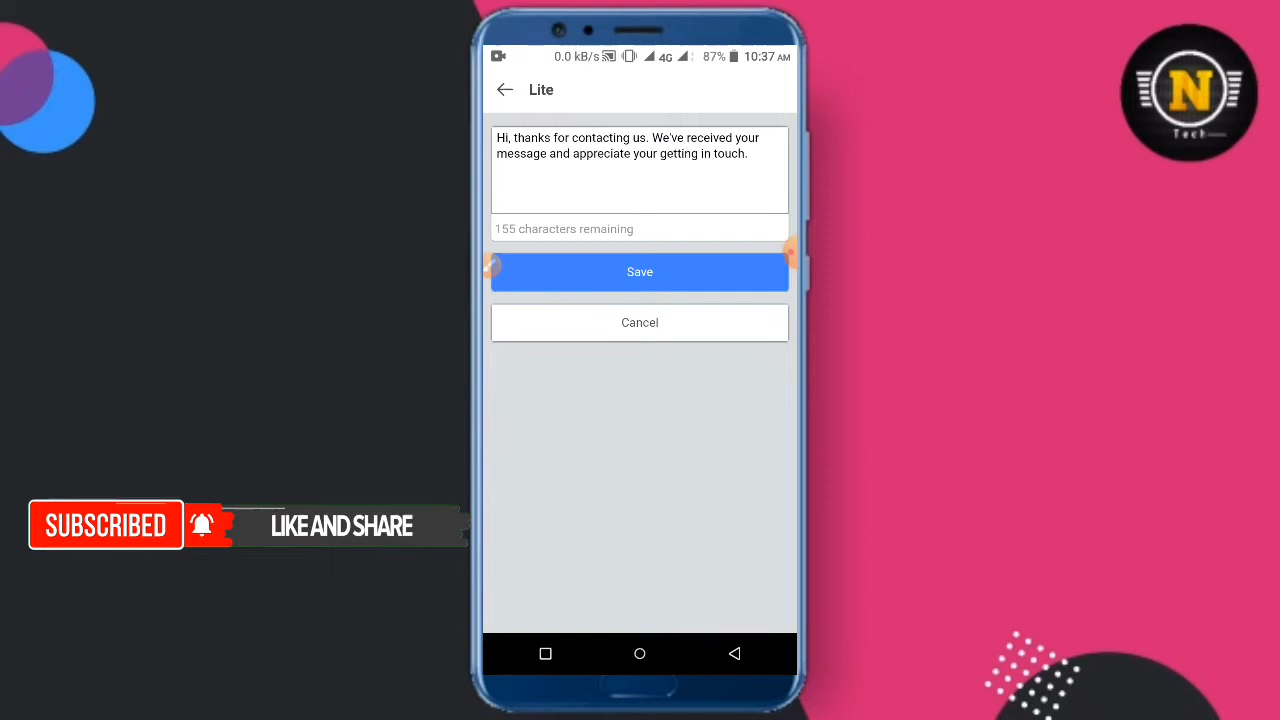 0.0 kB/s 4G 87% 10:37 AM
Lite
Hi, thanks for contacting us. We've received your
message and appreciate your getting in touch.
155 characters remaining
Save
Cancel
N
Tech
SUBSCRIBED
LIKE AND SHARE